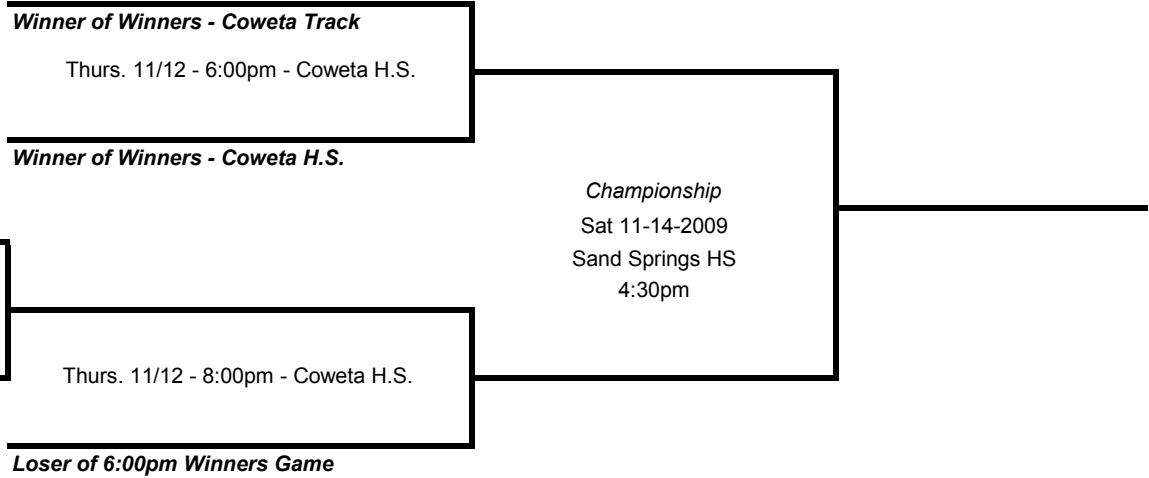 Winner of Winners - Coweta Track
Thurs. 11/12 - 6:00pm - Coweta H.S.
Winner of Winners - Coweta H.S.
Championship
Sat 11-14-2009
Sand Springs HS
4:30pm
Thurs. 11/12 - 8:00pm - Coweta H.S.
Loser of 6:00pm Winners Game